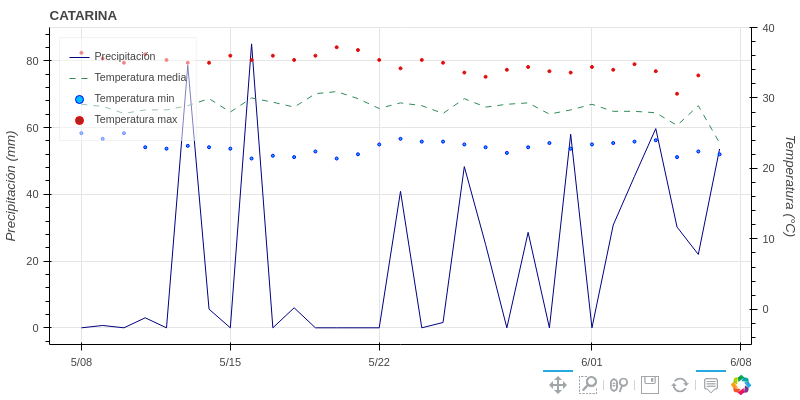 CATARINA
Precipitación
Temperatura media
Temperatura min
Temperatura max
Precipitación (mm)
80
60
40
20
0
Temperatura (°C)
40
30
20
10
0
5/08 5/15 5/22 6/01 6/08